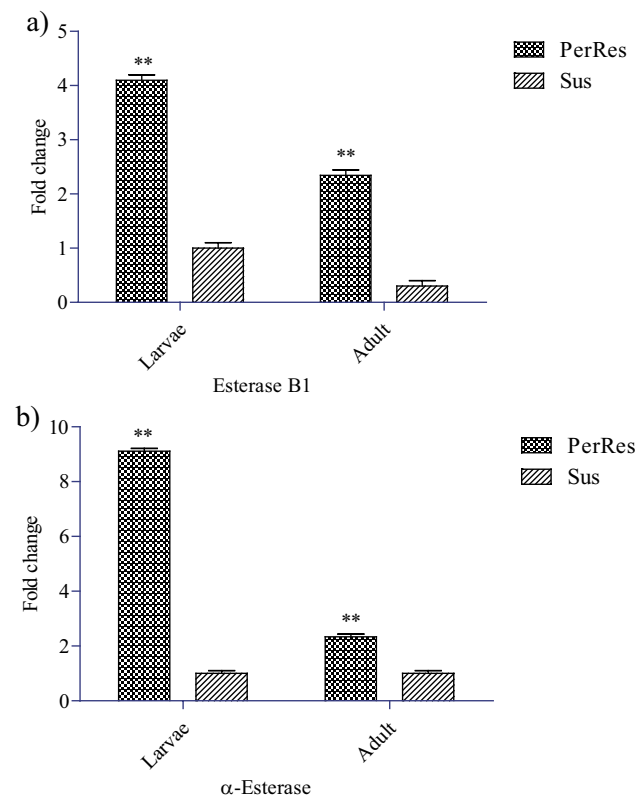 a)
5
4
3
2
1
0
Fold change
**
**
PerRes
Sus
Larvae
Adult
Esterase B1
b)
10
8
6
4
2
0
Fold change
**
**
PerRes
Sus
Larvae
Adult
α-Esterase